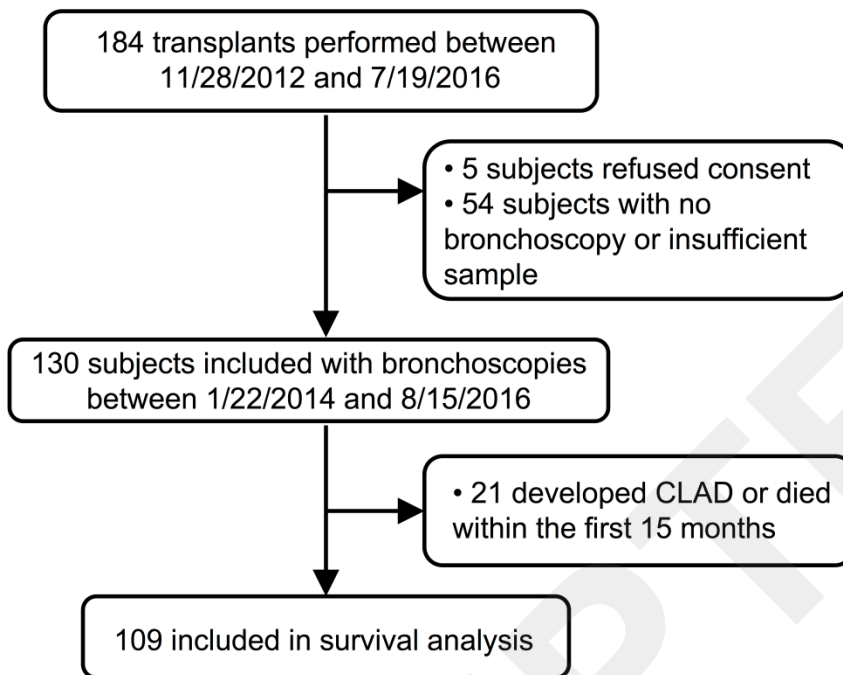 184 transplants performed between
11/28/2012 and 7/19/2016
• 5 subjects refused consent
• 54 subjects with no
bronchoscopy or insufficient
sample
130 subjects included with bronchoscopies
between 1/22/2014 and 8/15/2016
• 21 developed CLAD or died
within the first 15 months
109 included in survival analysis